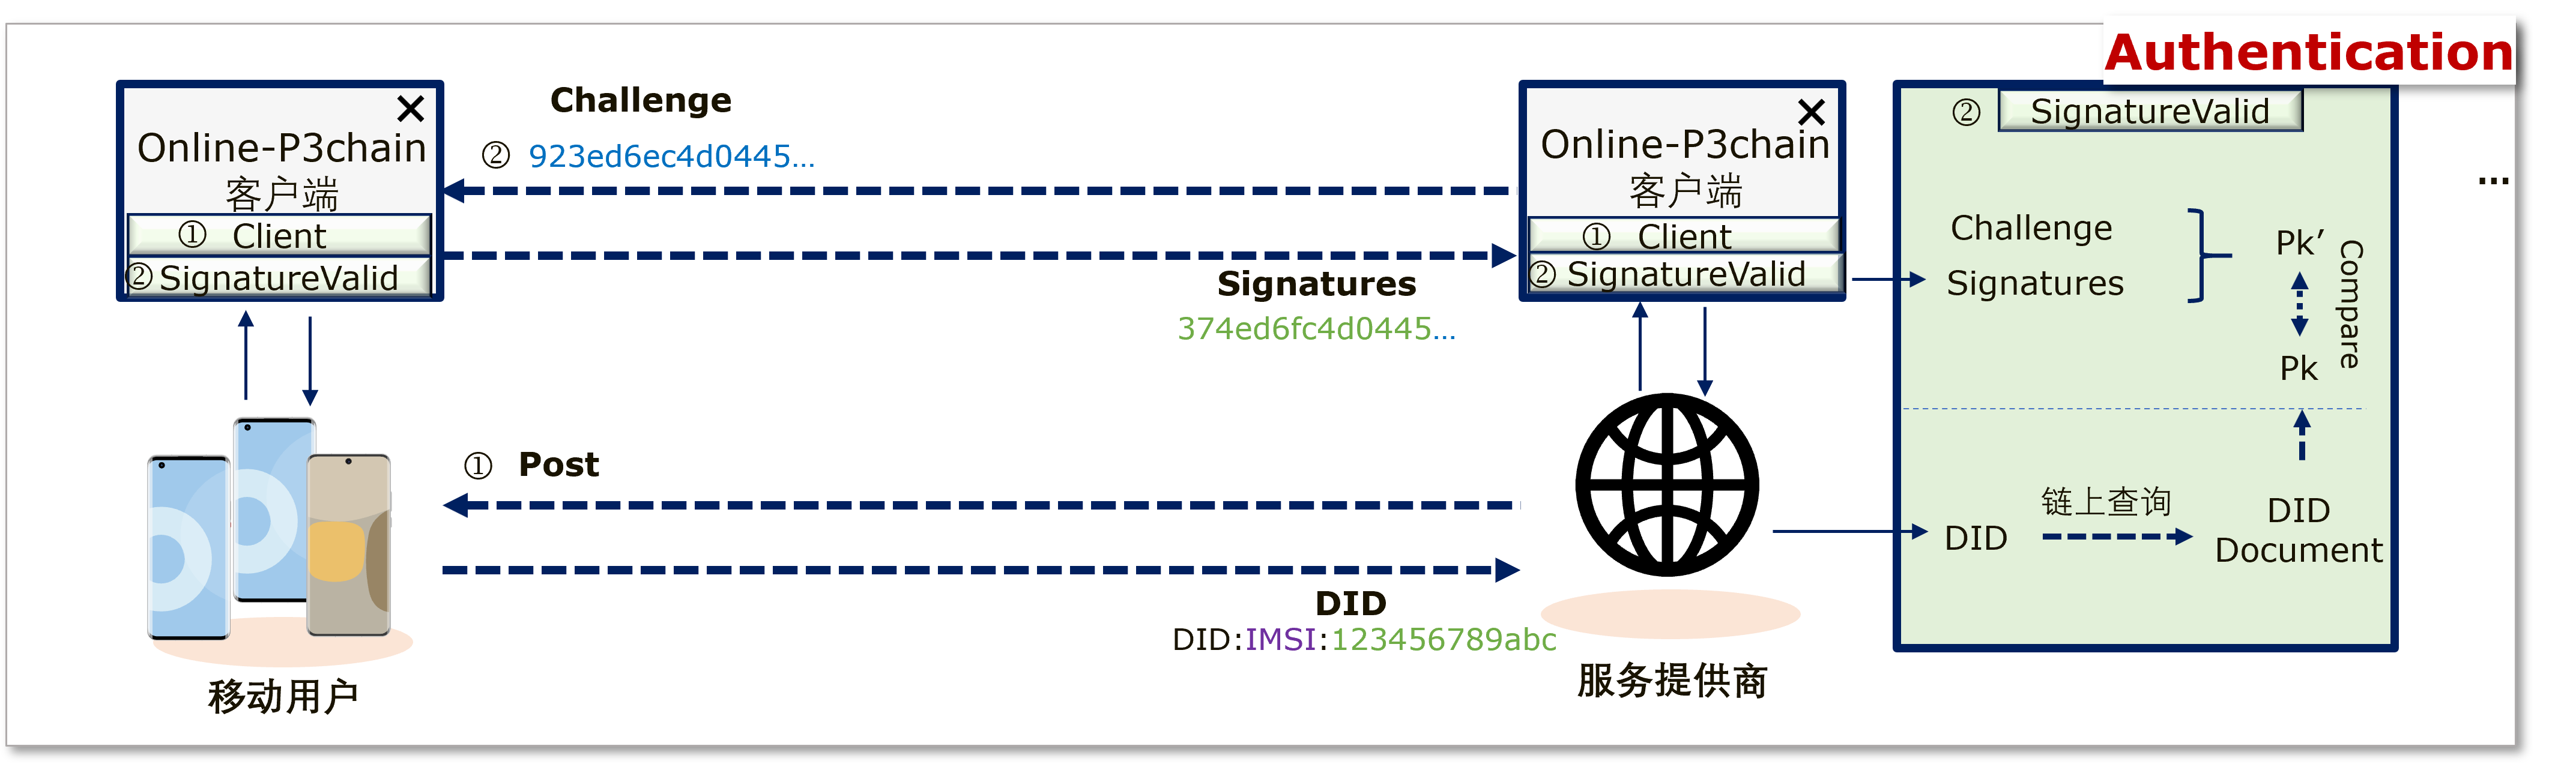 Authentication
Online-P3chain
客户端
① Client
② SignatureValid
Challenge
② 923ed6ec4d0445...
Signatures
374ed6fc4d0445...
① Post
DID
DID:IMSI:123456789abc
移动用户
Online-P3chain
客户端
① Client
② SignatureValid
服务提供商
② SignatureValid
Challenge
Signatures
Pk’
Compare
Pk
DID
链上查询
DID
Document
...